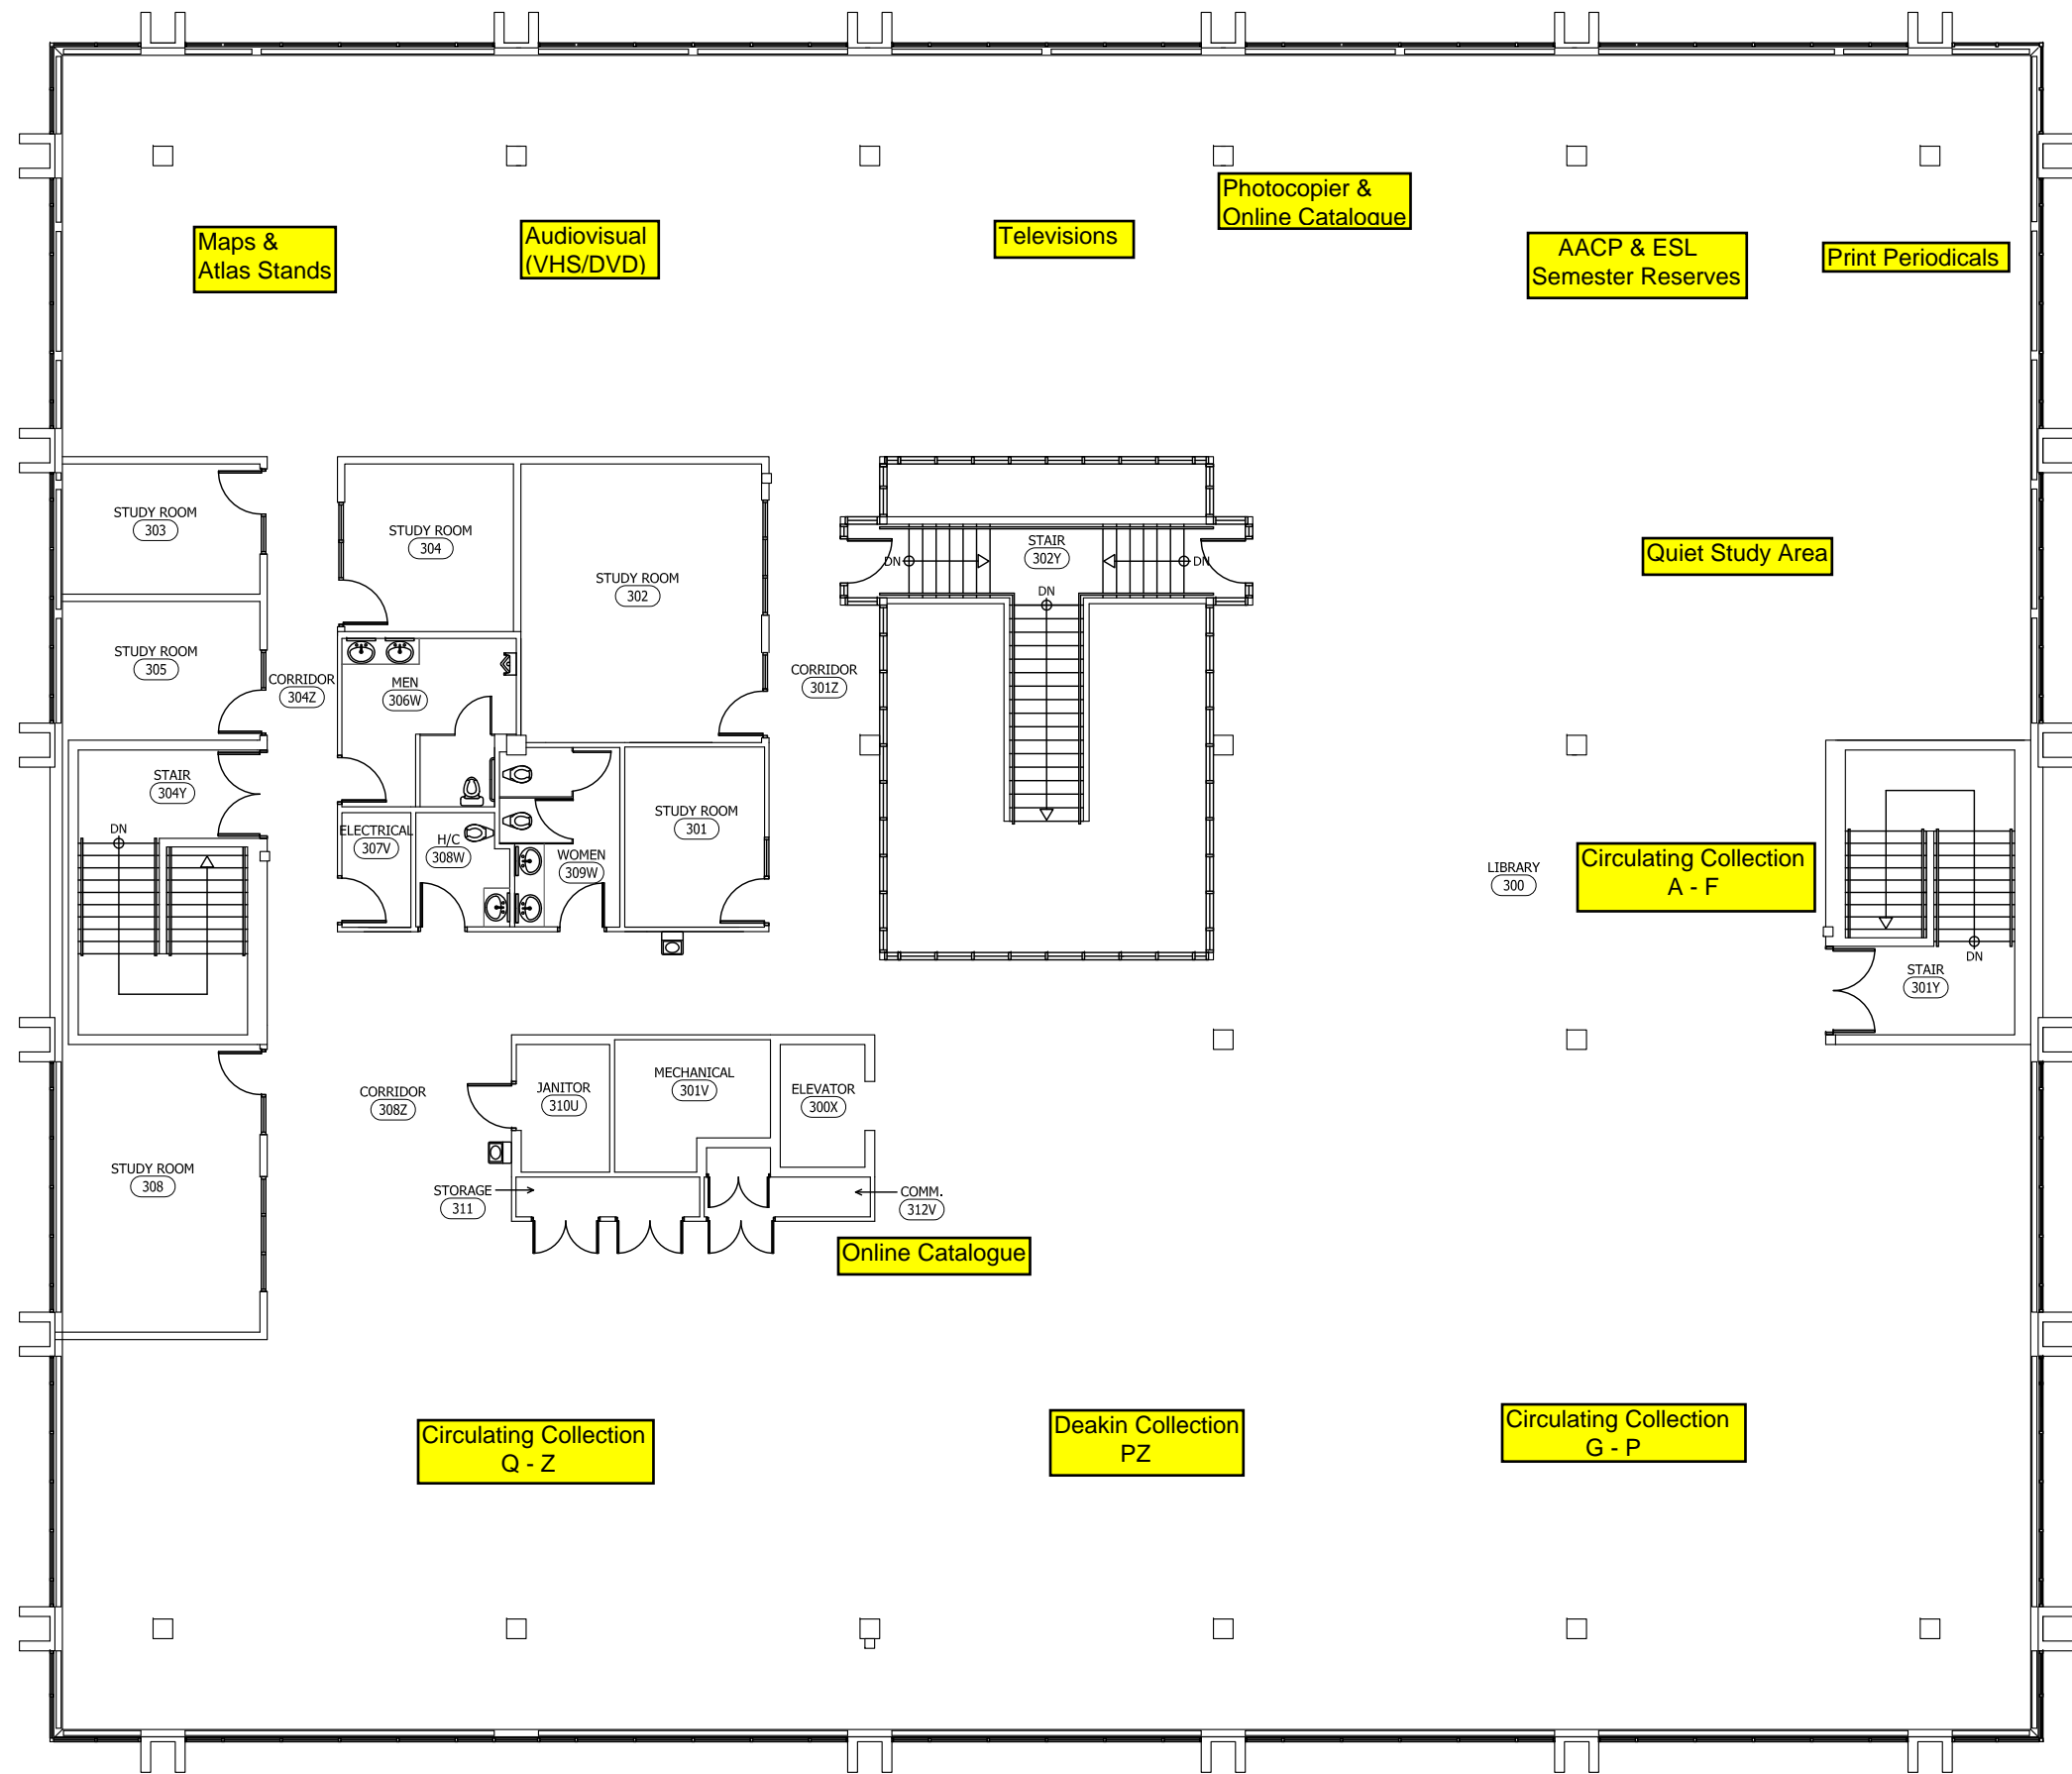 Photocopier &
Online Catalogue
Maps &
Atlas Stands
Audiovisual
(VHS/DVD)
Televisions
AACP & ESL
Semester Reserves
Print Periodicals
STUDY ROOM
303
STUDY ROOM
304
STUDY ROOM
302
STAIR
302Y
DN
DN
DN
Quiet Study Area
STUDY ROOM
305
CORRIDOR
304Z
MEN
306W
CORRIDOR
301Z
STAIR
304Y
DN
ELECTRICAL
307V
H/C
308W
WOMEN
309W
STUDY ROOM
301
LIBRARY
300
Circulating Collection
A - F
STAIR
301Y
DN
CORRIDOR
308Z
JANITOR
310U
MECHANICAL
301V
ELEVATOR
300X
STUDY ROOM
308
STORAGE
311
COMM.
312V
Online Catalogue
Circulating Collection
Q - Z
Deakin Collection
PZ
Circulating Collection
G - P